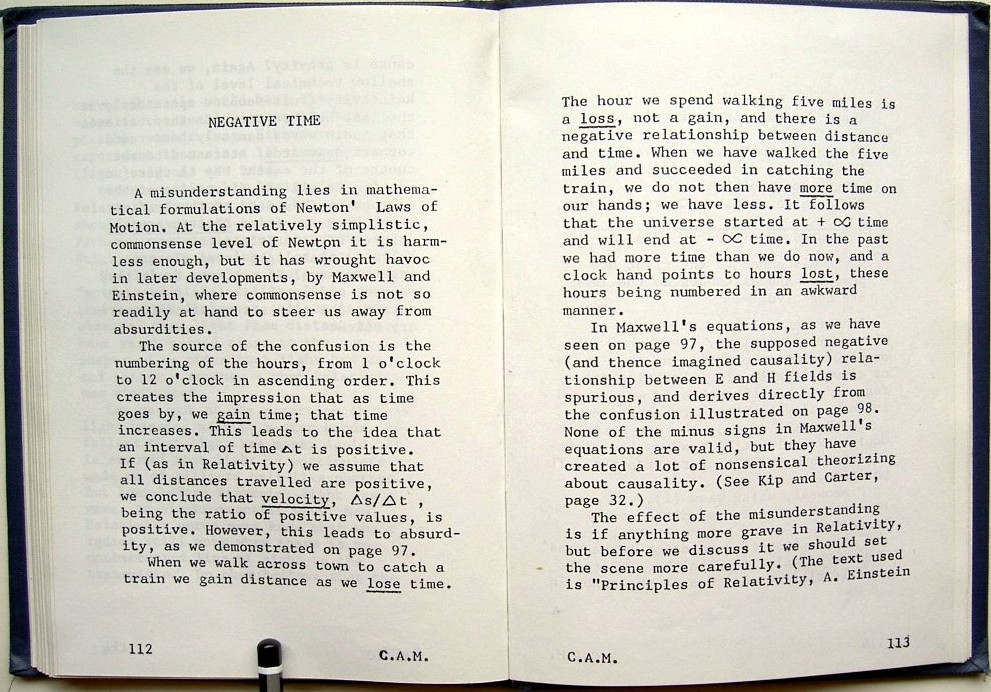 NEGATIVE TIME
A misunderstanding lies in mathema-
tical formulations of Newton'  Laws of
Motion. At the relatively simplistic,
commonsense level of Newtpn it is harm-
less enough, but it has wrought havoc
in later developments, by Maxwell and
Einstein, where commonsense is not so
readily at hand to steer us away from
absurdities.
The source of the confusion is the
numbering of the hours, from 1 o'clock
to 12 o'clock in ascending order. This
creates the impression that as time
goes by, we gain time; that time
increases. This leads to the idea that
an interval of time △t is positive.
If (as in Relativity) we assume that
all distances travelled are positive,
we conclude that velocity, △s/△t ,
being the ratio of positive values, is
positive. However, this leads to absurd-
ity, as we demonstrated on page 97.
When we walk across town to catch a
train we gain distance as we lose time.
112
C.A.M.
The hour we spend walking five miles is
a loss, not a gain, and there is a
negative relationship between distance
and time. When we have walked the five
miles and succeeded in catching the
train, we do not then have more time on
our hands; we have less. It follows
that the universe started at + ∞ time
and will end at - ∞ time. In the past
we had more time than we do now, and a
clock hand points to hours lost, these
hours being numbered in an awkward
manner.
In Maxwell's equations, as we have
seen on page 97, the supposed negative
(and thence imagined causality) rela-
tionship between E and H fields is
spurious, and derives directly from
the confusion illustrated on page 98.
None of the minus signs in Maxwell's
equations are valid, but they have
created a lot of nonsensical theorizing
about causality. (See Kip and Carter,
page 32.)
The effect of the misunderstanding
is if anything more grave in Relativity,
but before we discuss it we should set
the scene more carefully. (The text used
is "Principles of Relativity, A. Einstein
C.A.M.
113